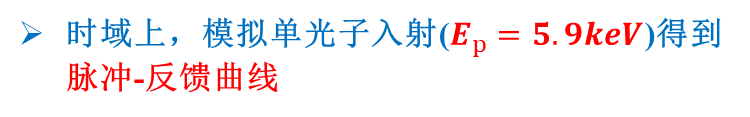 ➢ 时域上，模拟单光子入射(Eₚ = 5.9keV)得到
脉冲-反馈曲线